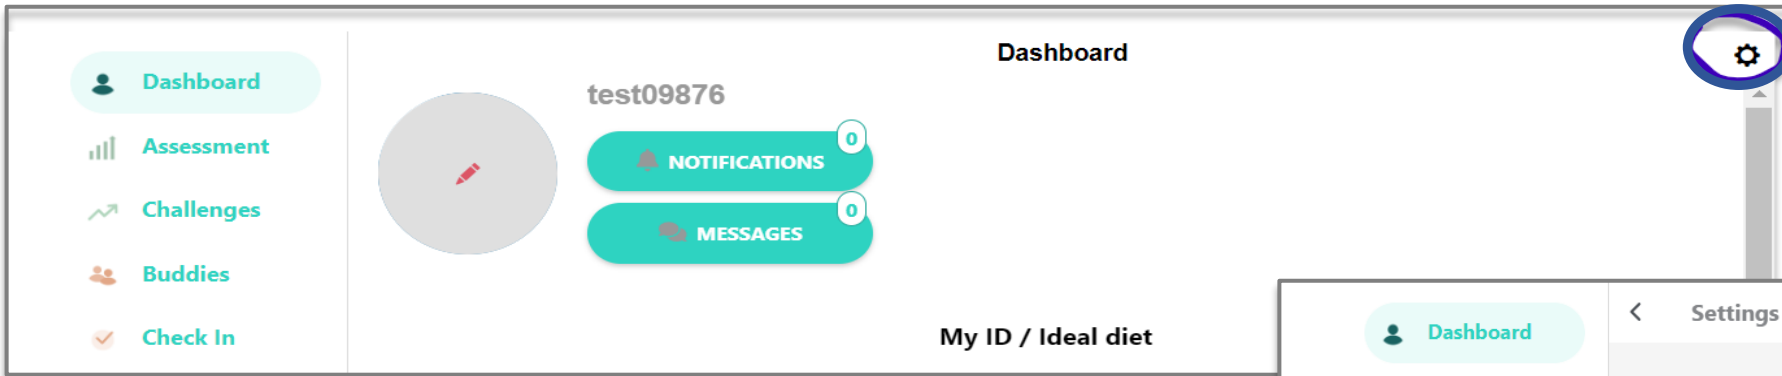 Dashboard
Assessment
Challenges
Buddies
Check In
Dashboard
test09876
NOTIFICATIONS 0
MESSAGES 0
My ID / Ideal diet
Dashboard
Settings